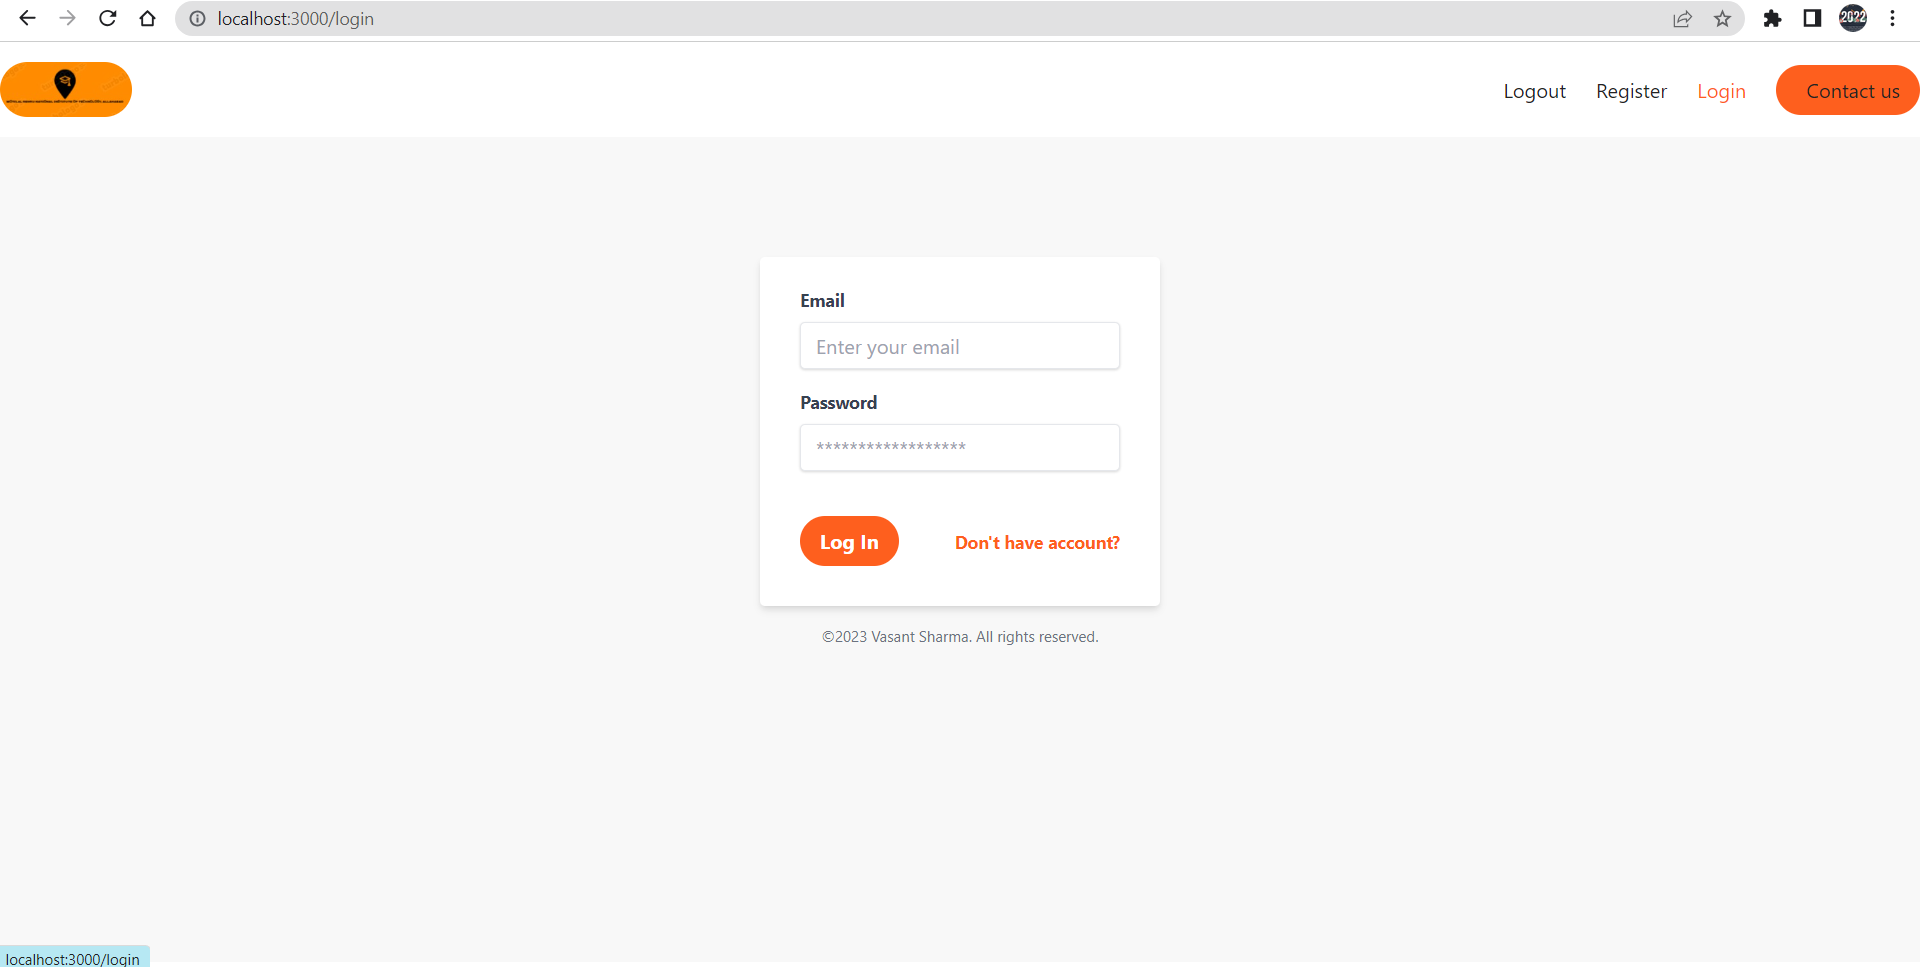 localhost:3000/login
2022
Logout Register Login Contact us
Email
Enter your email
Password
******************
Log In Don't have account?
©2023 Vasant Sharma. All rights reserved.
localhost:3000/login